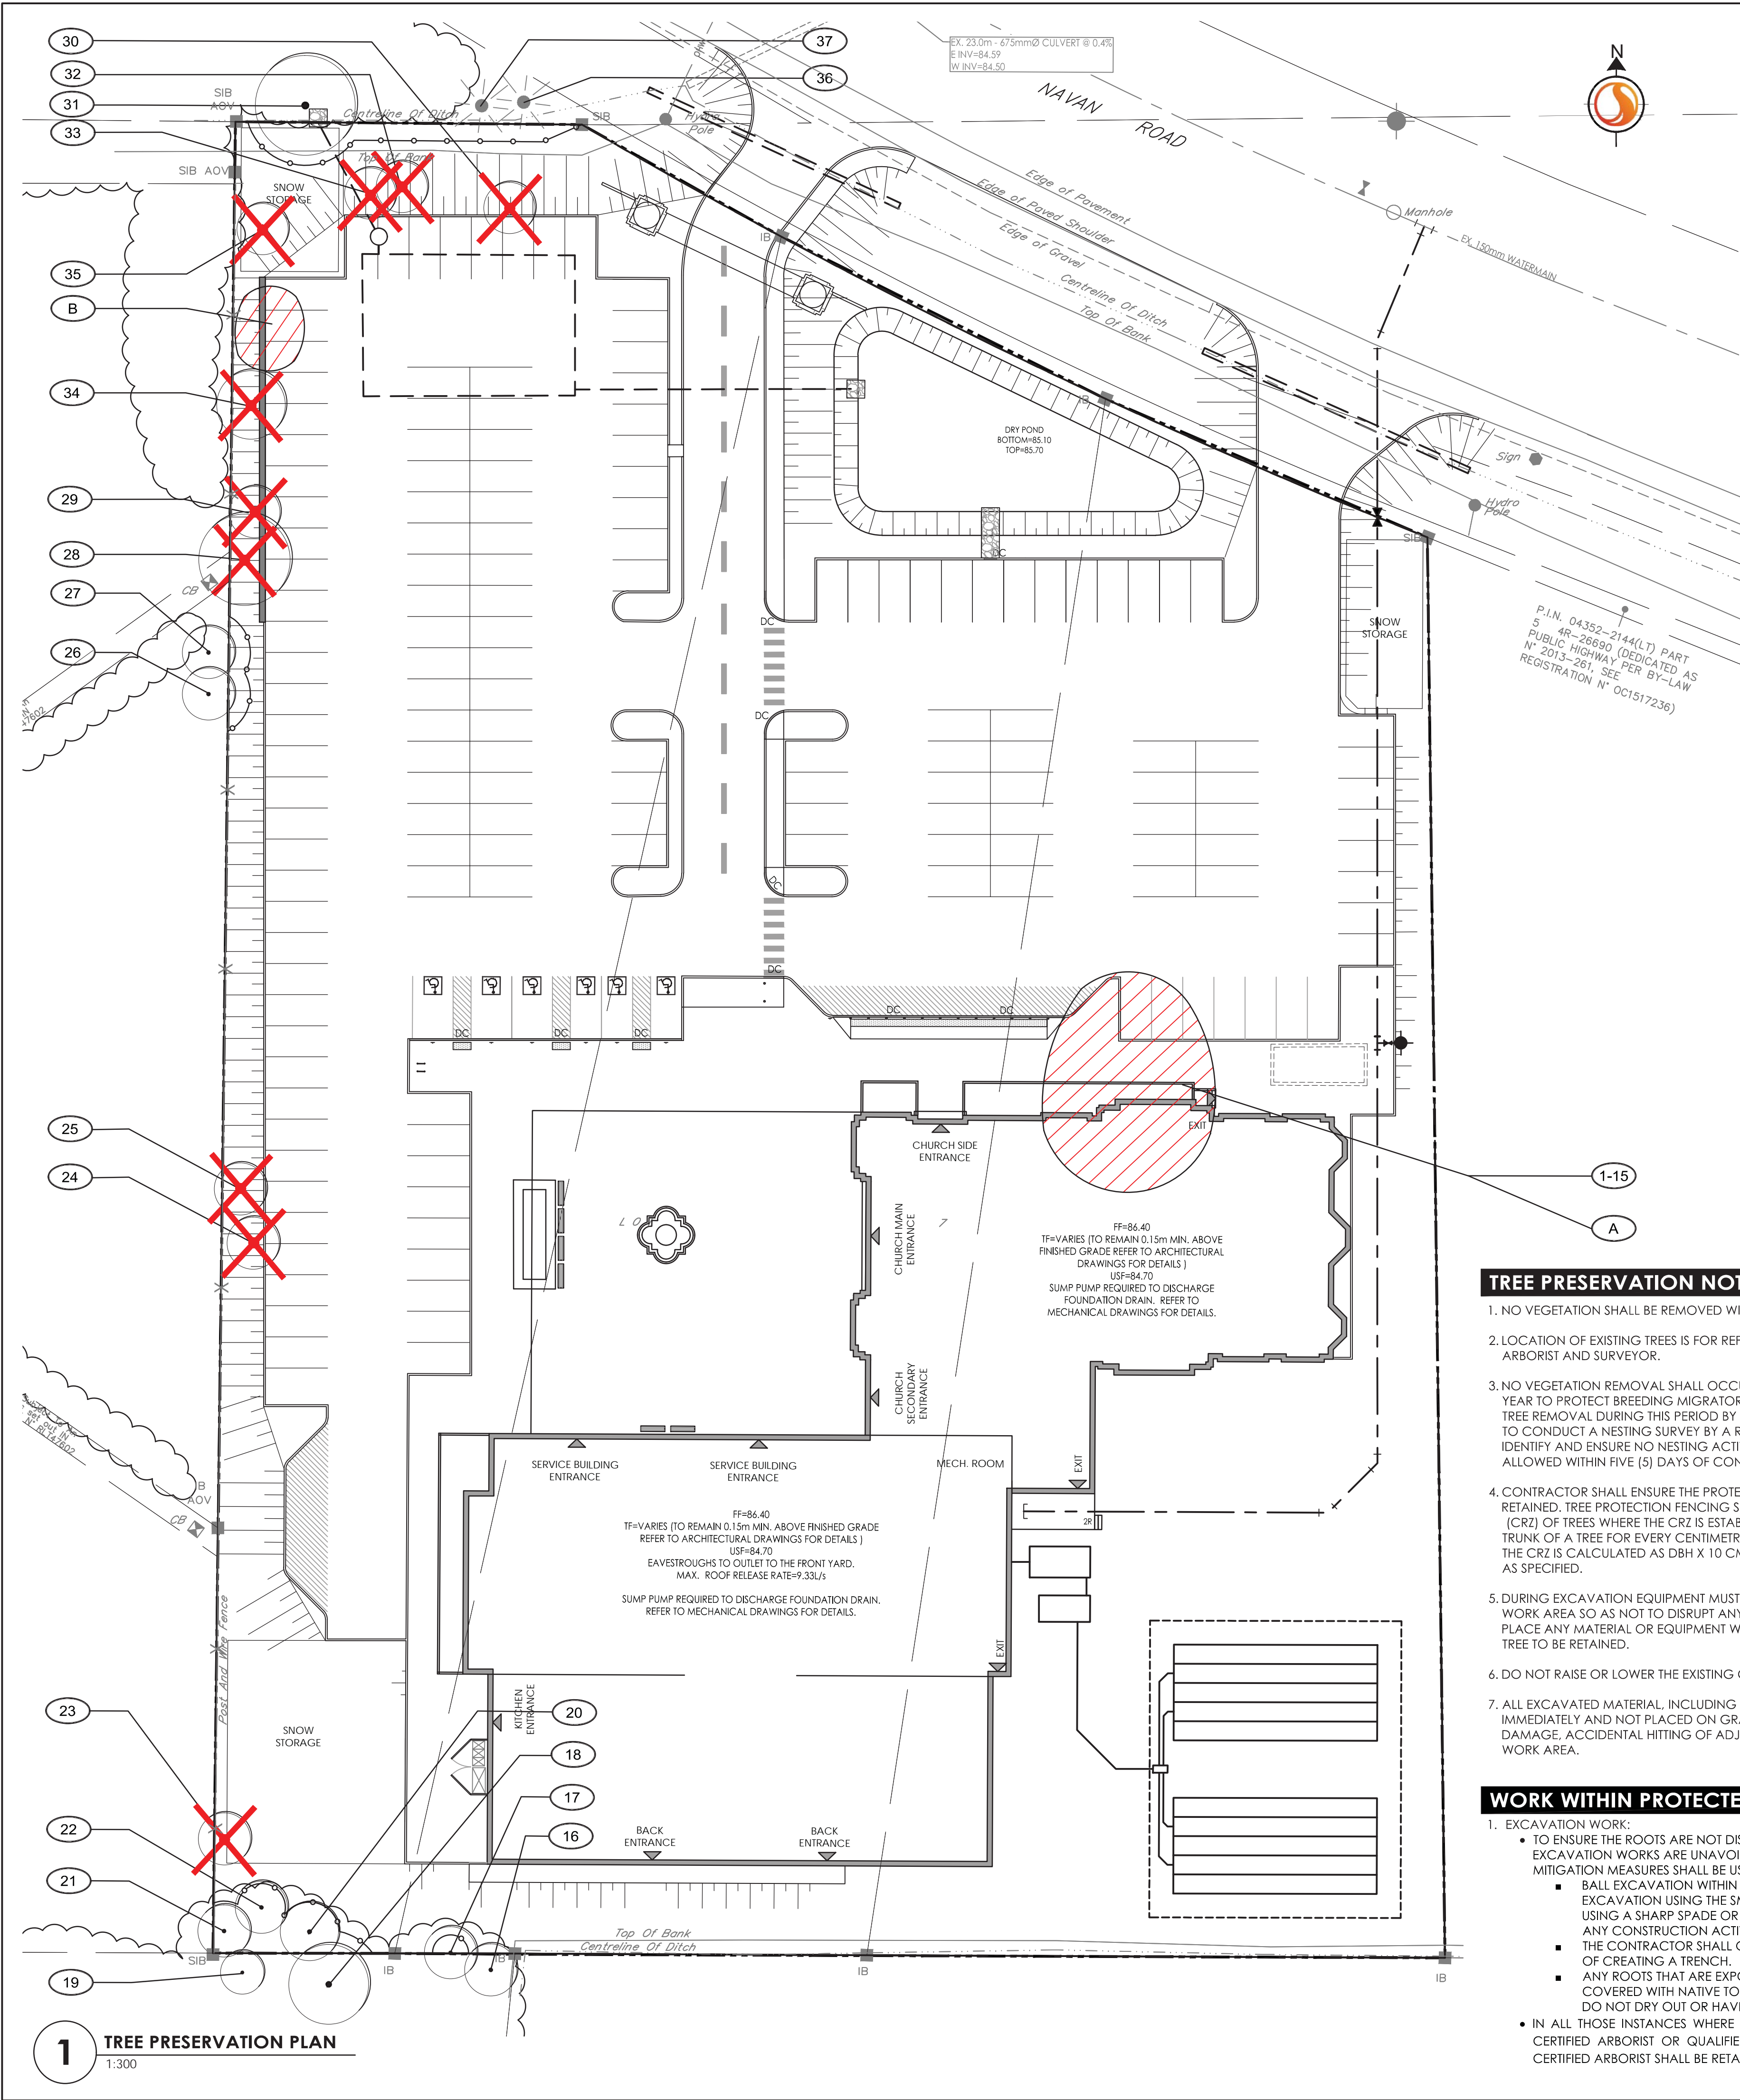 30
32
31
33
35
B
34
29
28
27
26
25
24
23
22
21
19
37
36
SIB
AOV
Centreline Of Ditch
SIB
Hydro
Pole
Top Of Bank
SIB AOV
SNOW
STORAGE
EX. 23.0m - 675mmØ CULVERT @ 0.4%
E INV=84.59
W INV=84.50
NAVAN
ROAD
N
Edge of Pavement
Edge of Paved Shoulder
Edge of Gravel
Centreline Of Ditch
Top Of Bank
Manhole
EX. 150mm WATERMAIN
IB
IB
DRY POND
BOTTOM=85.10
TOP=85.70
DC
Sign
Hydro
Pole
SIB
SNOW
STORAGE
P.I.N. 04352-2144(LT) PART
5 4R-26690 (DEDICATED AS
PUBLIC HIGHWAY PER BY-LAW
N° 2013-261, SEE
REGISTRATION N° OC1517236)
CB
DC
DC
DC
DC
DC
DC
DC
DC
DC
EXIT
CHURCH SIDE
ENTRANCE
CHURCH MAIN
ENTRANCE
LO
7
FF=86.40
TF=VARIES (TO REMAIN 0.15m MIN. ABOVE
FINISHED GRADE REFER TO ARCHITECTURAL
DRAWINGS FOR DETAILS )
USF=84.70
SUMP PUMP REQUIRED TO DISCHARGE
FOUNDATION DRAIN. REFER TO
MECHANICAL DRAWINGS FOR DETAILS.
1-15
A
CHURCH
SECONDARY
ENTRANCE
SERVICE BUILDING
ENTRANCE
SERVICE BUILDING
ENTRANCE
MECH. ROOM
EXIT
2R
FF=86.40
TF=VARIES (TO REMAIN 0.15m MIN. ABOVE FINISHED GRADE
REFER TO ARCHITECTURAL DRAWINGS FOR DETAILS )
USF=84.70
EAVESTROUGHS TO OUTLET TO THE FRONT YARD.
MAX. ROOF RELEASE RATE=9.33L/s
SUMP PUMP REQUIRED TO DISCHARGE FOUNDATION DRAIN.
REFER TO MECHANICAL DRAWINGS FOR DETAILS.
EXIT
IB
AOV
CB
Post And Wire Fence
SNOW
STORAGE
KITCHEN
ENTRANCE
20
18
17
16
BACK
ENTRANCE
BACK
ENTRANCE
Top Of Bank
Centreline Of Ditch
SIB
IB
IB
IB
IB
TREE PRESERVATION NOT
1. NO VEGETATION SHALL BE REMOVED WI
2. LOCATION OF EXISTING TREES IS FOR REF
ARBORIST AND SURVEYOR.
3. NO VEGETATION REMOVAL SHALL OCCU
YEAR TO PROTECT BREEDING MIGRATOR
TREE REMOVAL DURING THIS PERIOD BY
TO CONDUCT A NESTING SURVEY BY A R
IDENTIFY AND ENSURE NO NESTING ACTI
ALLOWED WITHIN FIVE (5) DAYS OF CON
4. CONTRACTOR SHALL ENSURE THE PROTE
RETAINED. TREE PROTECTION FENCING S
(CRZ) OF TREES WHERE THE CRZ IS ESTAB
TRUNK OF A TREE FOR EVERY CENTIMETR
THE CRZ IS CALCULATED AS DBH X 10 CM
AS SPECIFIED.
5. DURING EXCAVATION EQUIPMENT MUST
WORK AREA SO AS NOT TO DISRUPT ANY
PLACE ANY MATERIAL OR EQUIPMENT W
TREE TO BE RETAINED.
6. DO NOT RAISE OR LOWER THE EXISTING G
7. ALL EXCAVATED MATERIAL, INCLUDING
IMMEDIATELY AND NOT PLACED ON GRA
DAMAGE, ACCIDENTAL HITTING OF ADJ
WORK AREA.
WORK WITHIN PROTECTE
1. EXCAVATION WORK:
• TO ENSURE THE ROOTS ARE NOT DIS
EXCAVATION WORKS ARE UNAVOI
MITIGATION MEASURES SHALL BE US
▪ BALL EXCAVATION WITHIN
EXCAVATION USING THE SM
USING A SHARP SPADE OR
ANY CONSTRUCTION ACTI
▪ THE CONTRACTOR SHALL C
OF CREATING A TRENCH.
▪ ANY ROOTS THAT ARE EXPO
COVERED WITH NATIVE TO
DO NOT DRY OUT OR HAV
• IN ALL THOSE INSTANCES WHERE
CERTIFIED ARBORIST OR QUALIFIE
CERTIFIED ARBORIST SHALL BE RETA
1
TREE PRESERVATION PLAN
1:300